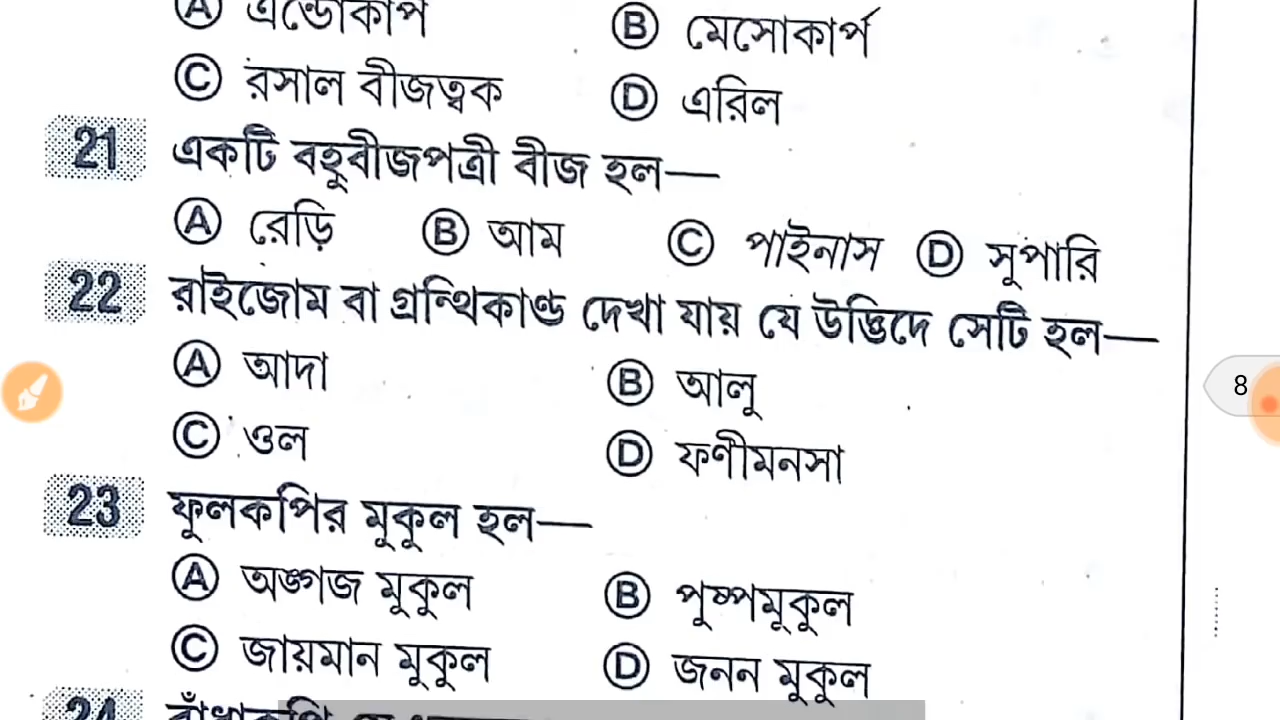 A এন্ডোকার্প B মেসোকার্প
C রসাল বীজত্বক D এরিল
21 একটি বহুবীজপত্রী বীজ হল—
A রেড়ি B আম C পাইনাস D সুপারি
22 রাইজোম বা গ্রন্থিকাণ্ড দেখা যায় যে উদ্ভিদে সেটি হল—
A আদা B আলু
8
C ওল D ফণীমনসা
23 ফুলকপির মুকুল হল—
A অঙ্গজ মুকুল B পুষ্পমুকুল
C জায়মান মুকুল D জনন মুকুল
24